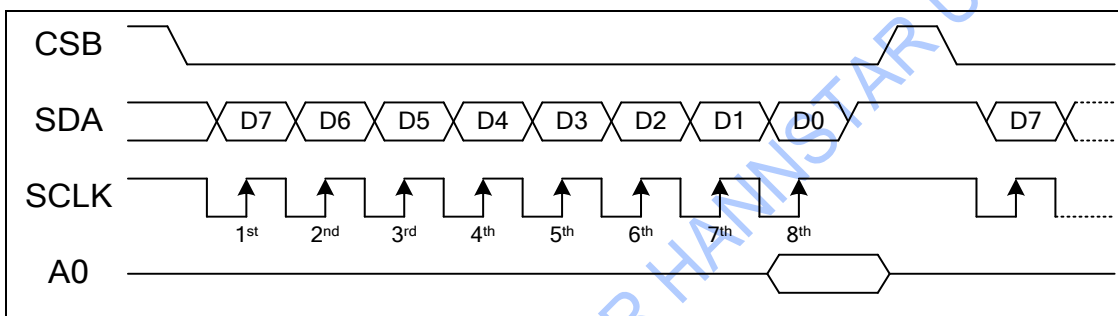 CSB
SDA D7 D6 D5 D4 D3 D2 D1 D0 D7
SCLK
1st 2nd 3rd 4th 5th 6th 7th 8th
A0
R HANNSTAR U